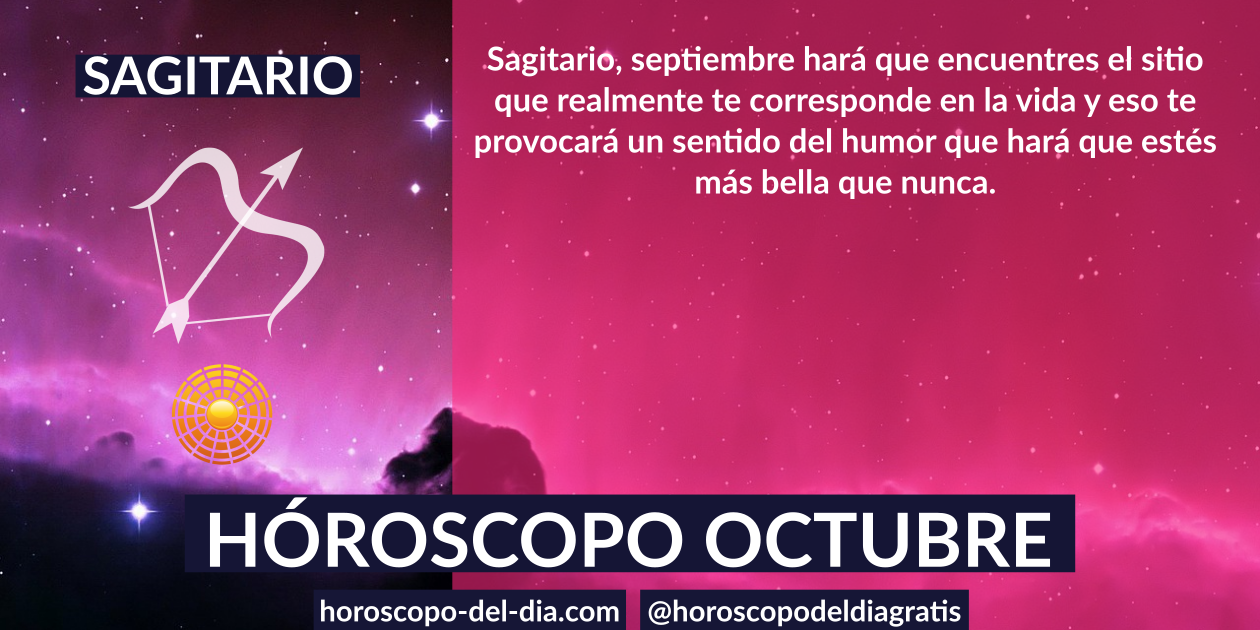 SAGITARIO
Sagitario, septiembre hará que encuentres el sitio
que realmente te corresponde en la vida y eso te
provocará un sentido del humor que hará que estés
más bella que nunca.
HÓROSCOPO OCTUBRE
horoscopo-del-dia.com
@horoscopodeldiagratis